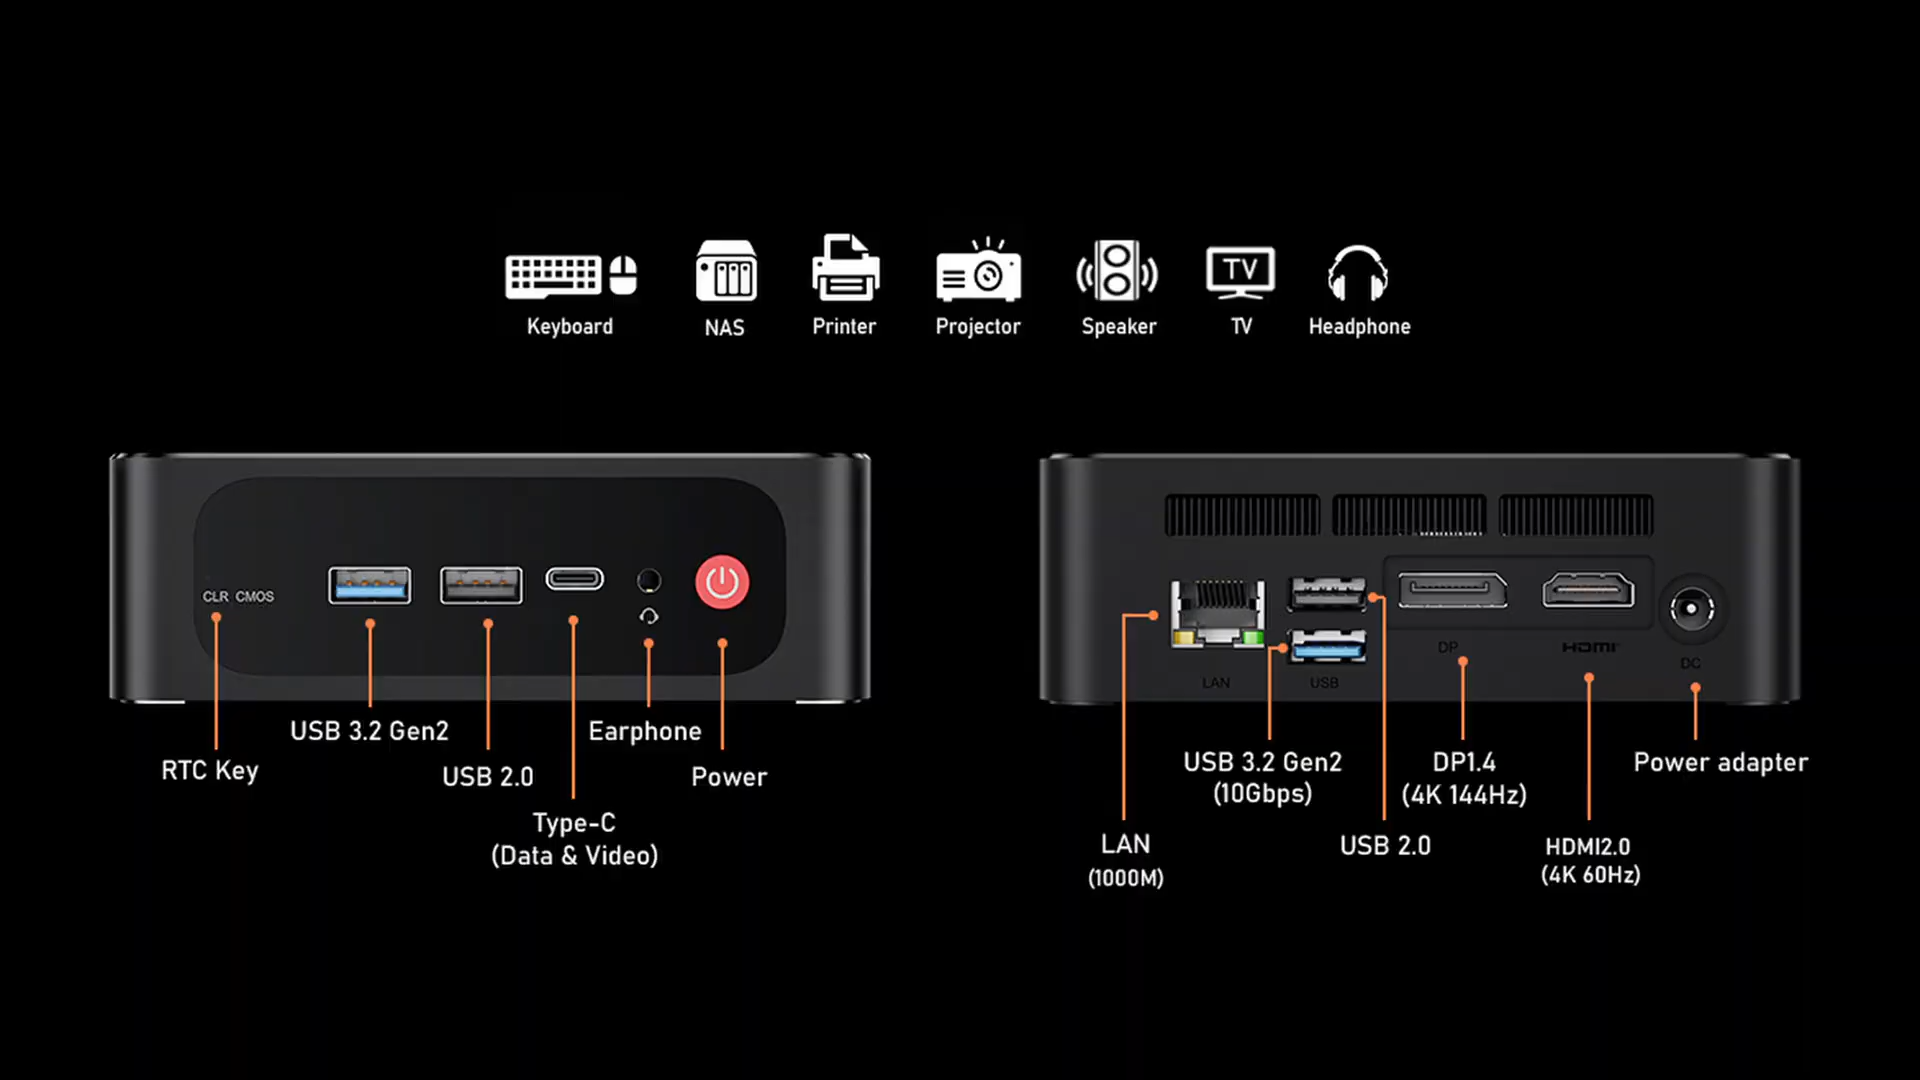 TV
Keyboard
NAS
Printer
Projector
Speaker
TV
Headphone
CLR CMOS
USB 3.2 Gen2
Earphone
RTC Key
USB 2.0
Power
Type-C
(Data & Video)
DP
HDMI
DC
LAN
USB
USB 3.2 Gen2
(10Gbps)
DP1.4
(4K 144Hz)
Power adapter
LAN
(1000M)
USB 2.0
HDMI2.0
(4K 60Hz)